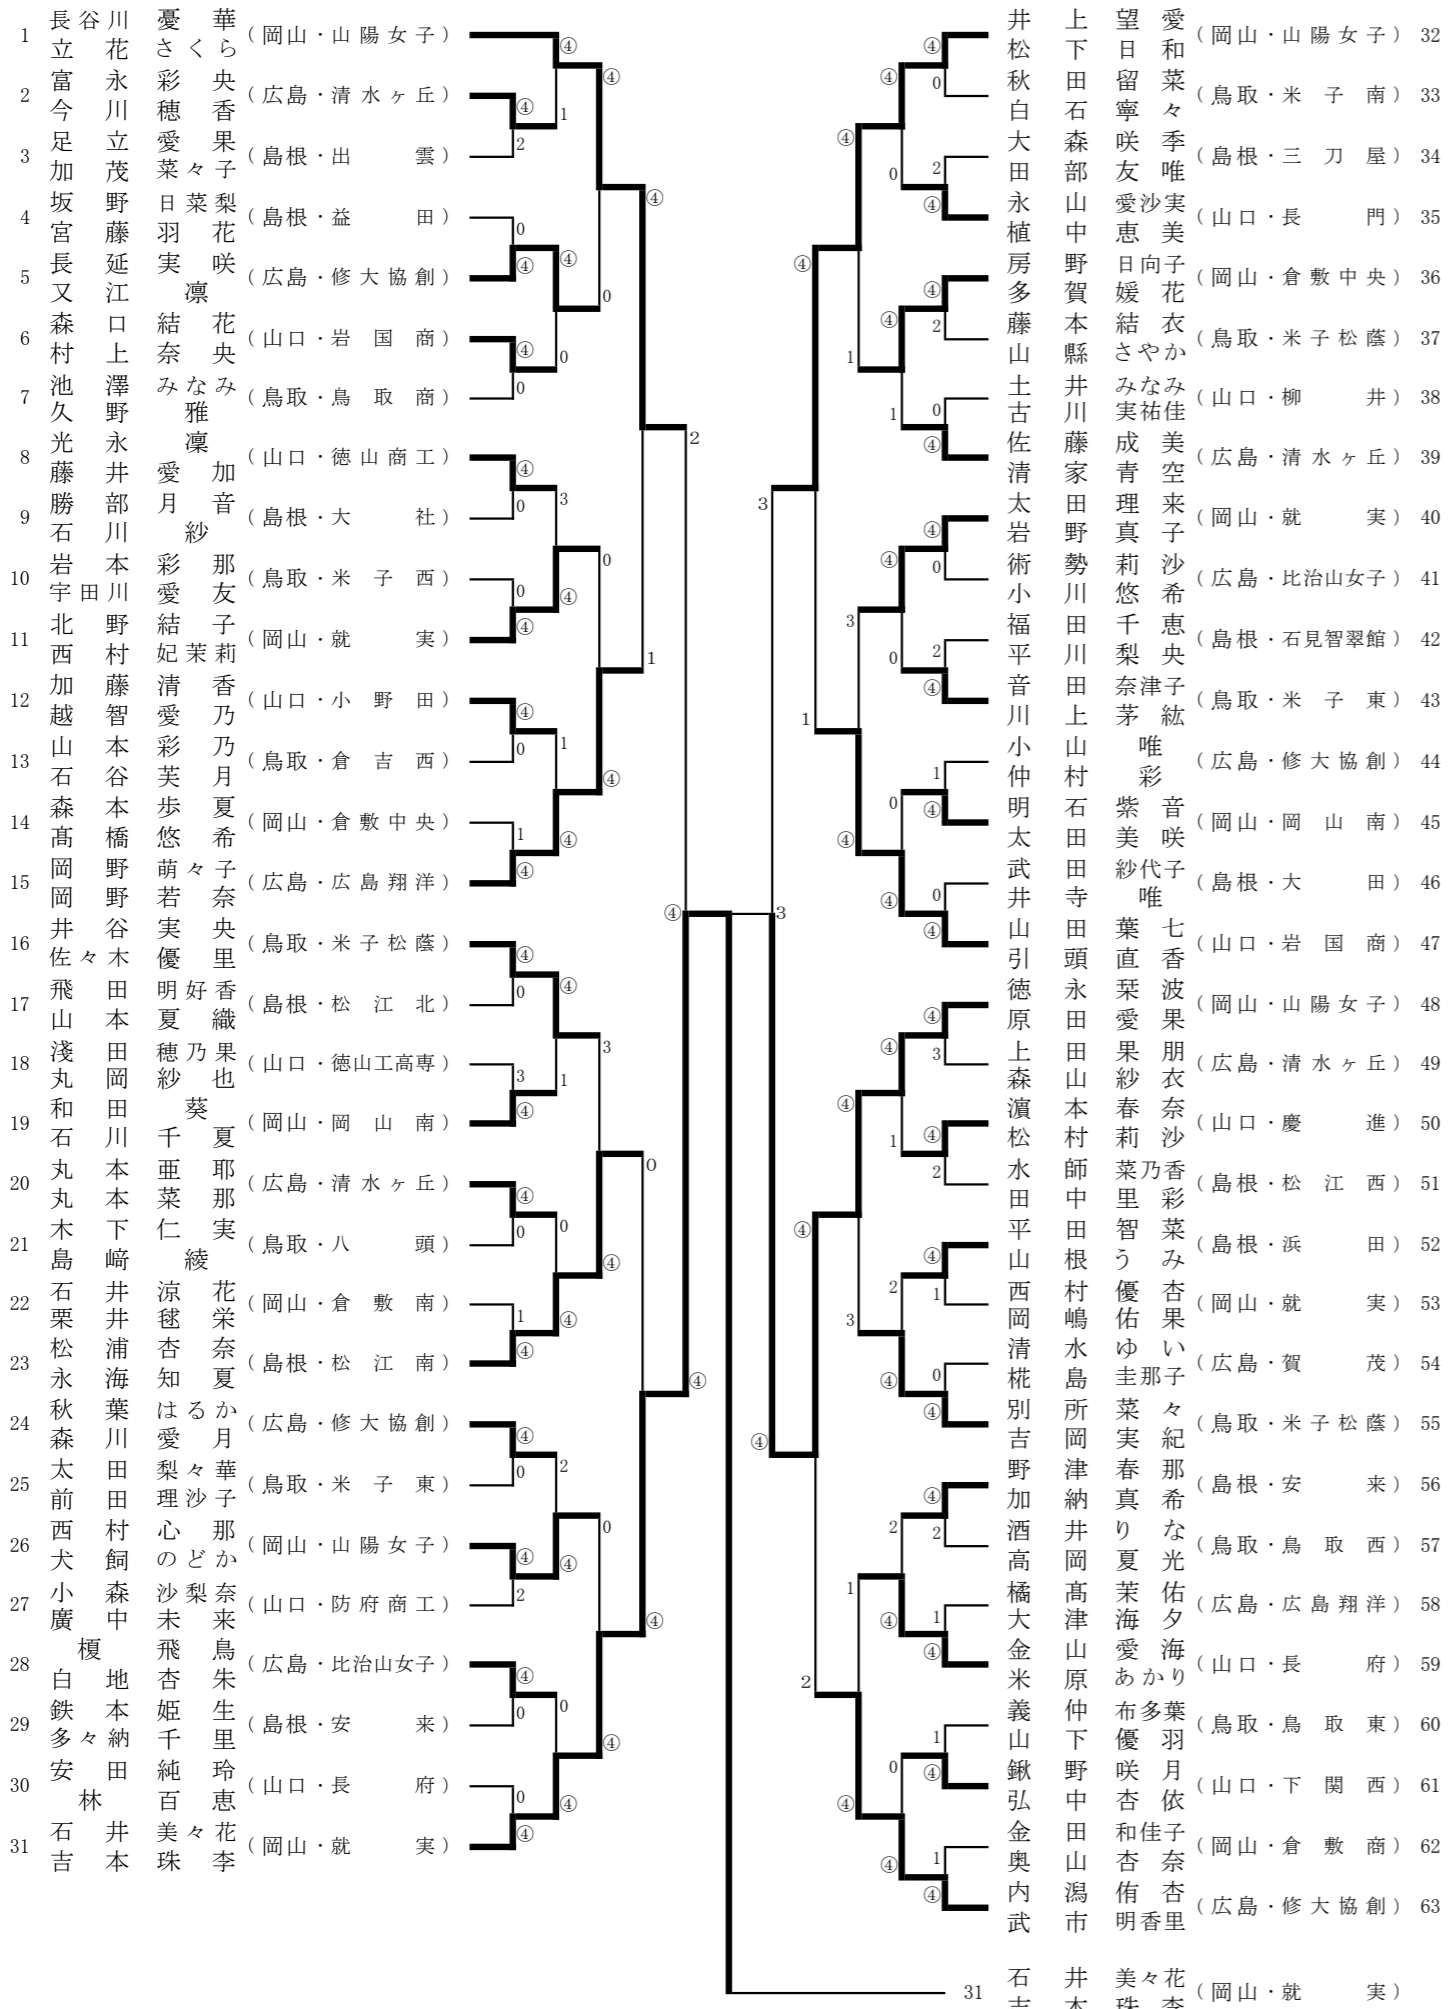 1 長谷川 憂華 (岡山・山陽女子)
立花 さくら
2 富永 彩央 (広島・清水ヶ丘)
今川 穂香
3 足立 愛果 (島根・出雲)
加茂 菜々子
4 坂野 日菜梨 (島根・益田)
宮藤 羽花
5 長延 実咲 (広島・修大協創)
又江 凛
6 森口 結花 (山口・岩国商)
村上 奈央
7 池澤 みなみ (鳥取・鳥取商)
久野 雅
8 光永 凜 (山口・徳山商工)
藤井 愛加
9 勝部 月音 (島根・大社)
石川 紗
10 岩本 彩那 (鳥取・米子西)
宇田川 愛友
11 北野 結子 (岡山・就実)
西村 妃茉莉
12 加藤 清香 (山口・小野田)
越智 愛乃
13 山本 彩乃 (鳥取・倉吉西)
石谷 芙月
14 森本 歩夏 (岡山・倉敷中央)
髙橋 悠希
15 岡野 萌々子 (広島・広島翔洋)
岡野 若奈
16 井谷 実央 (鳥取・米子松蔭)
佐々木 優里
17 飛田 明好香 (島根・松江北)
山本 夏織
18 淺田 穂乃果 (山口・徳山工高専)
丸岡 紗也
19 和田 葵 (岡山・岡山南)
石川 千夏
20 丸本 亜耶 (広島・清水ヶ丘)
丸本 菜那
21 木下 仁実 (鳥取・八頭)
島﨑 綾
22 石井 涼花 (岡山・倉敷南)
栗井 毬栄
23 松浦 杏奈 (島根・松江南)
永海 知夏
24 秋葉 はるか (広島・修大協創)
森川 愛月
25 太田 梨々華 (鳥取・米子東)
前田 理沙子
26 西村 心那 (岡山・山陽女子)
犬飼 のどか
27 小森 沙梨奈 (山口・防府商工)
廣中 未来
28 榎 飛鳥 (広島・比治山女子)
白地 杏朱
29 鉄本 姫生 (島根・安来)
多々納 千里
30 安田 純玲 (山口・長府)
林 百恵
31 石井 美々花 (岡山・就実)
吉本 珠李
井上 望愛 (岡山・山陽女子) 32
松下 日和
秋田 留菜 (鳥取・米子南) 33
白石 寧々
大森 咲季 (島根・三刀屋) 34
田部 友唯
永山 愛沙実 (山口・長門) 35
植中 恵美
房野 日向子 (岡山・倉敷中央) 36
多賀 媛花
藤本 結衣 (鳥取・米子松蔭) 37
山縣 さやか
土井 みなみ (山口・柳井) 38
古川 実祐佳
佐藤 成美 (広島・清水ヶ丘) 39
清家 青空
太田 理来 (岡山・就実) 40
岩野 真子
術勢 莉沙 (広島・比治山女子) 41
小川 悠希
福田 千恵 (島根・石見智翠館) 42
平川 梨央
音田 奈津子 (鳥取・米子東) 43
川上 茅紘
小山 唯 (広島・修大協創) 44
仲村 彩
明石 紫音 (岡山・岡山南) 45
太田 美咲
武田 紗代子 (島根・大田) 46
井寺 唯
山田 葉七 (山口・岩国商) 47
引頭 直香
徳永 栞波 (岡山・山陽女子) 48
原田 愛果
上田 果朋 (広島・清水ヶ丘) 49
森山 紗衣
濵本 春奈 (山口・慶進) 50
松村 莉沙
水師 菜乃香 (島根・松江西) 51
田中 里彩
平田 智菜 (島根・浜田) 52
山根 うみ
西村 優杏 (岡山・就実) 53
岡嶋 佑果
清水 ゆい (広島・賀茂) 54
椛島 圭那子
別所 菜々 (鳥取・米子松蔭) 55
吉岡 実紀
野津 春那 (島根・安来) 56
加納 真希
酒井 りな (鳥取・鳥取西) 57
高岡 夏光
橘髙 茉佑 (広島・広島翔洋) 58
大津 海夕
金山 愛海 (山口・長府) 59
米原 あかり
義仲 布多葉 (鳥取・鳥取東) 60
山下 優羽
鍬野 咲月 (山口・下関西) 61
弘中 杏依
金田 和佳子 (岡山・倉敷商) 62
奥山 杏奈
内潟 侑杏 (広島・修大協創) 63
武市 明香里
31 石井 美々花 (岡山・就実)
吉本 珠李